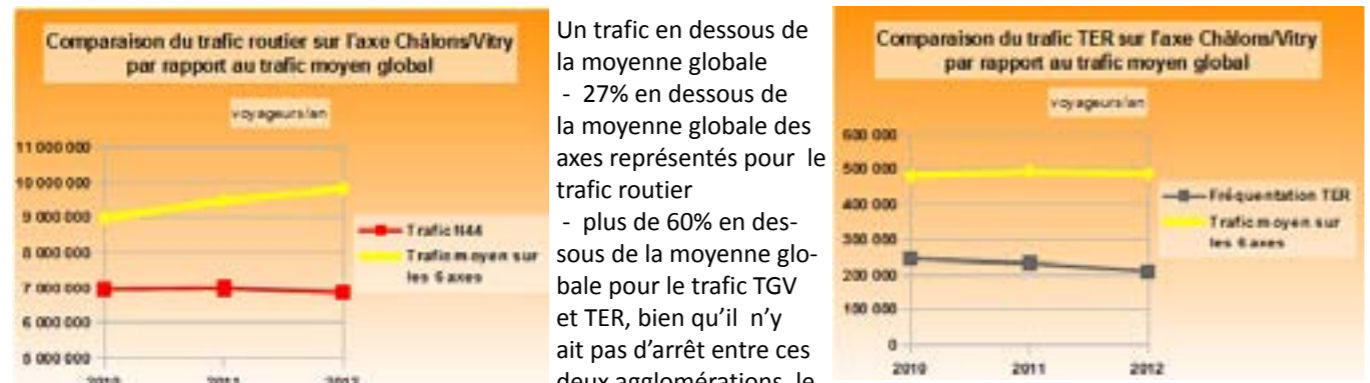 Comparaison du trafic routier sur l'axe Châlons/Vitry
par rapport au trafic moyen global
voyageurs/an
11 000 000
10 000 000
9 000 000
8 000 000
7 000 000
6 000 000
5 000 000
2010 2011 2012
Trafic N44
Trafic moyen sur
les 6 axes
Un trafic en dessous de
la moyenne globale
- 27% en dessous de
la moyenne globale des
axes représentés pour le
trafic routier
- plus de 60% en des-
sous de la moyenne glo-
bale pour le trafic TGV
et TER, bien qu'il n'y
ait pas d'arrêt entre ces
deux agglomérations, le
Comparaison du trafic TER sur l'axe Châlons/Vitry
par rapport au trafic moyen global
voyageurs/an
600 000
500 000
400 000
300 000
200 000
100 000
0
2010 2011 2012
Fréquentation TER
Trafic moyen sur
les 6 axes